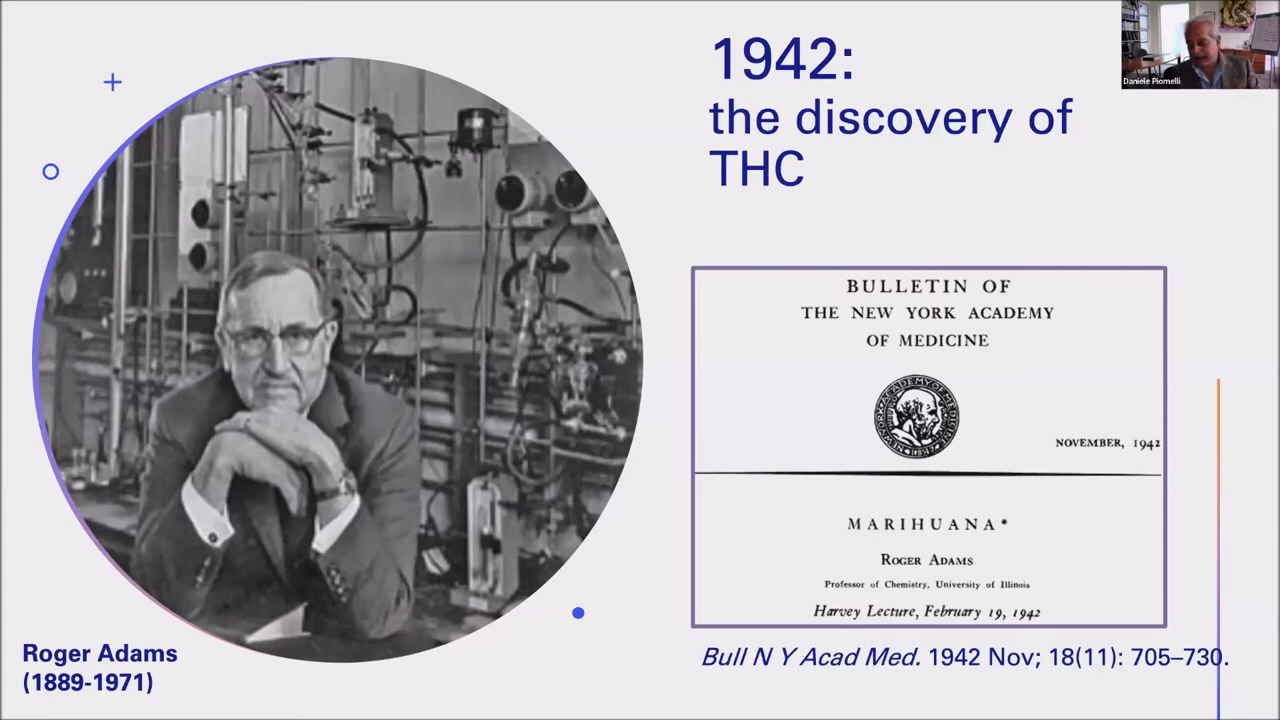 1942:
the discovery of
THC
Daniele Piomelli
BULLETIN OF
THE NEW YORK ACADEMY
OF MEDICINE
NOVEMBER, 1942
MARIHUANA*
ROGER ADAMS
Professor of Chemistry, University of Illinois
Harvey Lecture, February 19, 1942
Bull N Y Acad Med. 1942 Nov; 18(11): 705–730.
Roger Adams
(1889-1971)